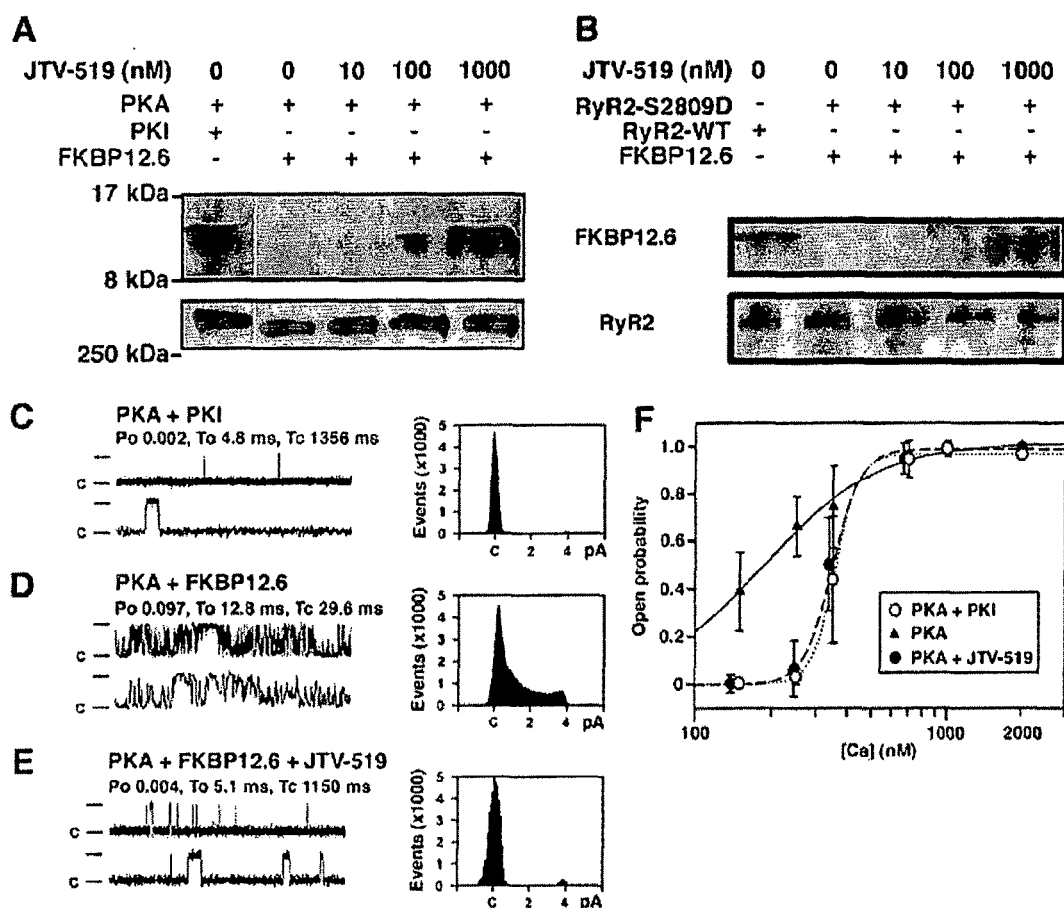 A
JTV-519 (nM) 0 0 10 100 1000
PKA + + + + +
PKI + - - - -
FKBP12.6 - + + + +
17 kDa
8 kDa
250 kDa
B
JTV-519 (nM) 0 0 10 100 1000
RyR2-S2809D - + + + +
RyR2-WT + - - - -
FKBP12.6 - + + + +
FKBP12.6
RyR2
C
PKA + PKI
Po 0.002, To 4.8 ms, Tc 1356 ms
c
c
Events (x1000)
5
4
3
2
1
0
c 2 4 pA
D
PKA + FKBP12.6
Po 0.097, To 12.8 ms, Tc 29.6 ms
c
c
Events (x1000)
5
4
3
2
1
0
c 2 4 pA
E
PKA + FKBP12.6 + JTV-519
Po 0.004, To 5.1 ms, Tc 1150 ms
c
c
Events (x1000)
5
4
3
2
1
0
c 2 4 pA
F
Open probability
1.0
0.8
0.6
0.4
0.2
0
PKA + PKI
PKA
PKA + JTV-519
100 1000 2000
[Ca] (nM)